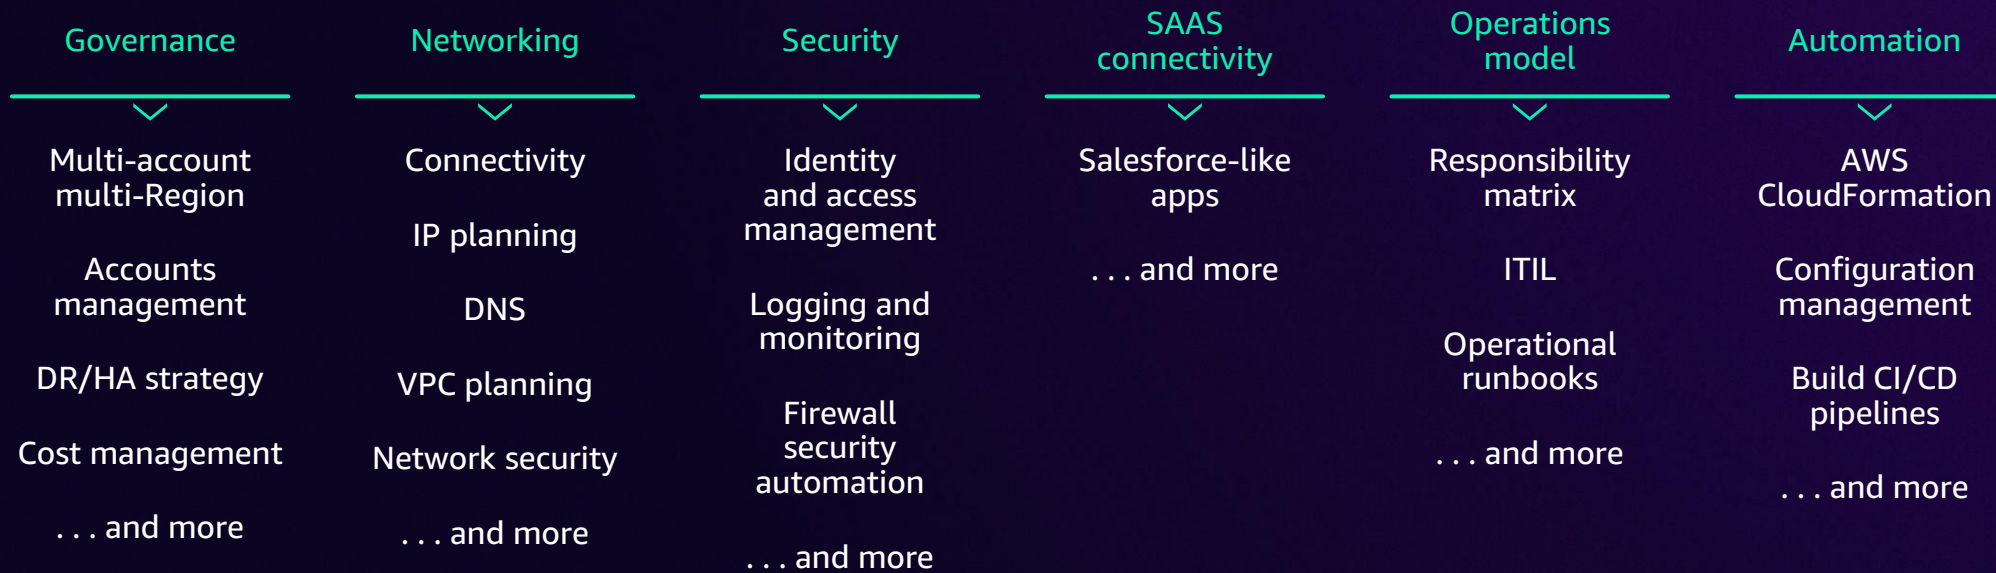 Governance
Multi-account
multi-Region
Accounts
management
DR/HA strategy
Cost management
. . . and more
Networking
Connectivity
IP planning
DNS
VPC planning
Network security
. . . and more
Security
Identity
and access
management
Logging and
monitoring
Firewall
security
automation
. . . and more
SAAS
connectivity
Salesforce-like
apps
. . . and more
Operations
model
Responsibility
matrix
ITIL
Operational
runbooks
. . . and more
Automation
AWS
CloudFormation
Configuration
management
Build CI/CD
pipelines
. . . and more